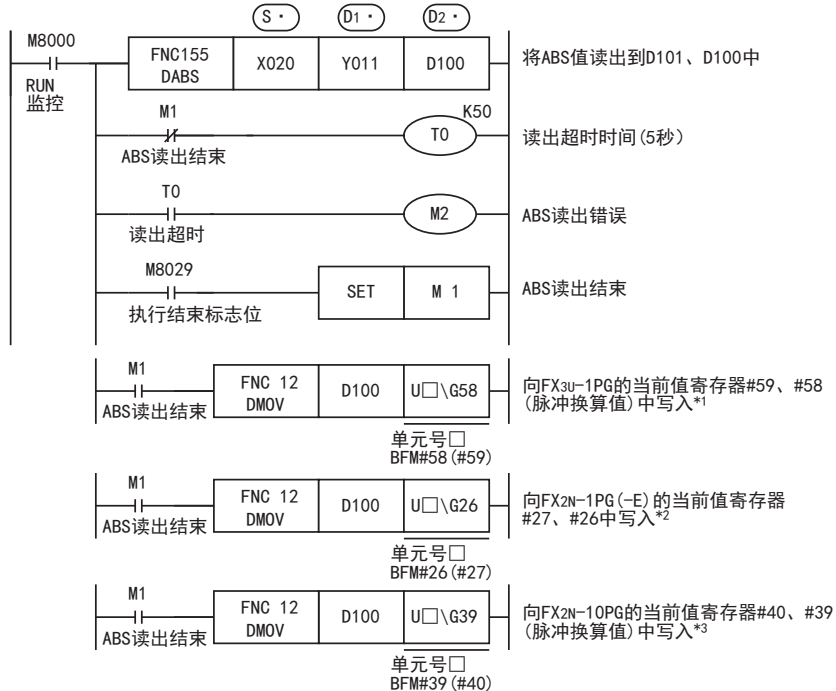 S· D1· D2·
M8000
FNC155
DABS
X020
Y011
D100
将ABS值读出到D101、D100中
RUN
监控
M1
K50
T0
读出超时时间(5秒)
ABS读出结束
T0
M2
ABS读出错误
读出超时
M8029
SET
M 1
ABS读出结束
执行结束标志位
M1
FNC 12
DMOV
D100
U□\G58
向FX3U-1PG的当前值寄存器#59、#58
(脉冲换算值)中写入*1
ABS读出结束
单元号□
BFM#58(#59)
M1
FNC 12
DMOV
D100
U□\G26
向FX2N-1PG(-E)的当前值寄存器
#27、#26中写入*2
ABS读出结束
单元号□
BFM#26(#27)
M1
FNC 12
DMOV
D100
U□\G39
向FX2N-10PG的当前值寄存器#40、#39
(脉冲换算值)中写入*3
ABS读出结束
单元号□
BFM#39(#40)